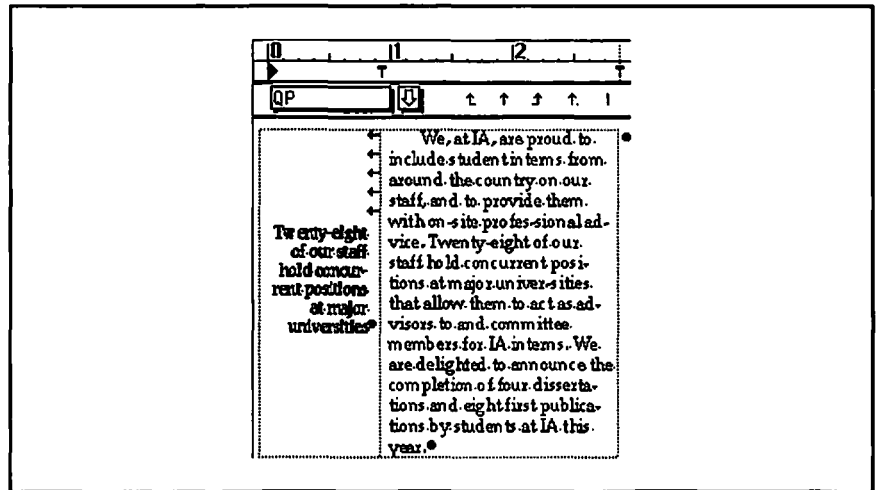 0 1 2
T T
QP
Twenty-eight
of our staff
hold concur-
rent positions
at major
universities
We, at IA, are proud to
include student interns from
around the country on our
staff, and to provide them
with on-site profes-sional ad-
vice. Twenty-eight of our
staff hold concurrent posi-
tions at major univer-sities
that allow them to act as ad-
visors to and committee
members for IA interns. We
are delighted to announce the
completion of four disserta-
tions and eight first publica-
tions by students at IA this
year.